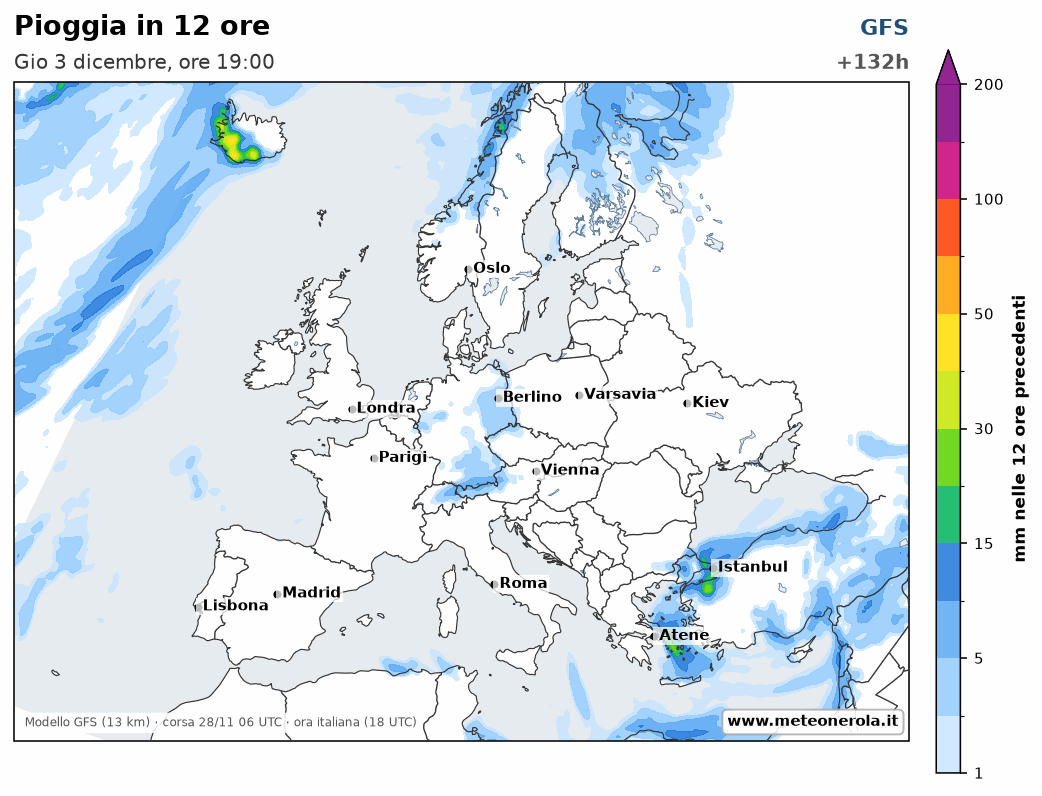 Pioggia in 12 ore
GFS
Gio 3 dicembre, ore 19:00
+132h
200
100
50
30
15
5
1
mm nelle 12 ore precedenti
Oslo
Berlino
Varsavia
Kiev
Londra
Parigi
Vienna
Istanbul
Roma
Madrid
Lisbona
Atene
Modello GFS (13 km) · corsa 28/11 06 UTC · ora italiana (18 UTC)
www.meteonerola.it